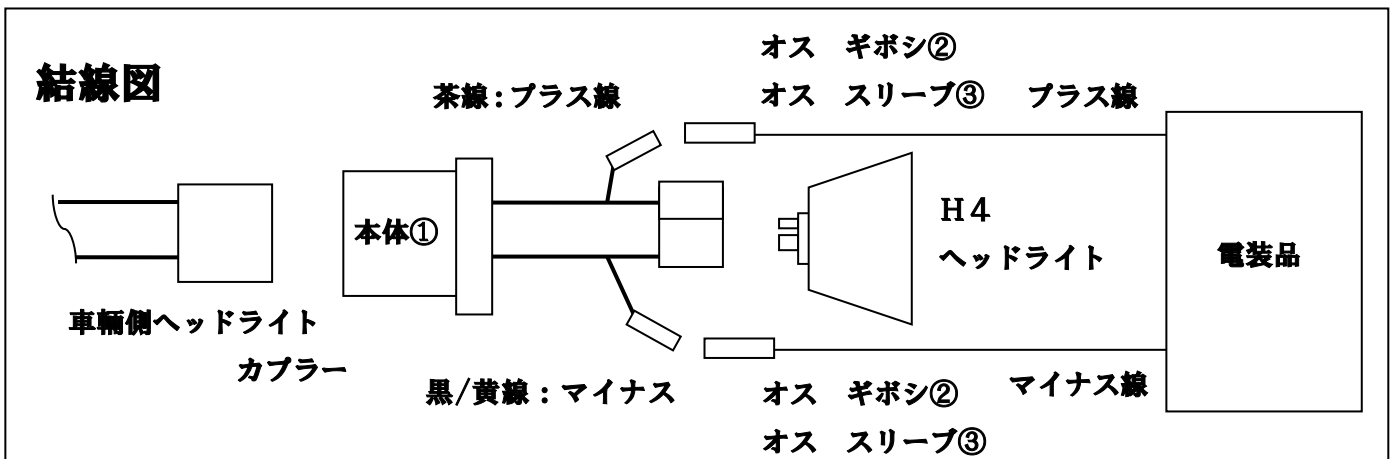 結線図
オス ギボシ②
オス スリーブ③
茶線:プラス線
プラス線
本体①
H4
ヘッドライト
電装品
車輛側ヘッドライト
カプラー
黒/黄線:マイナス
オス ギボシ②
オス スリーブ③
マイナス線